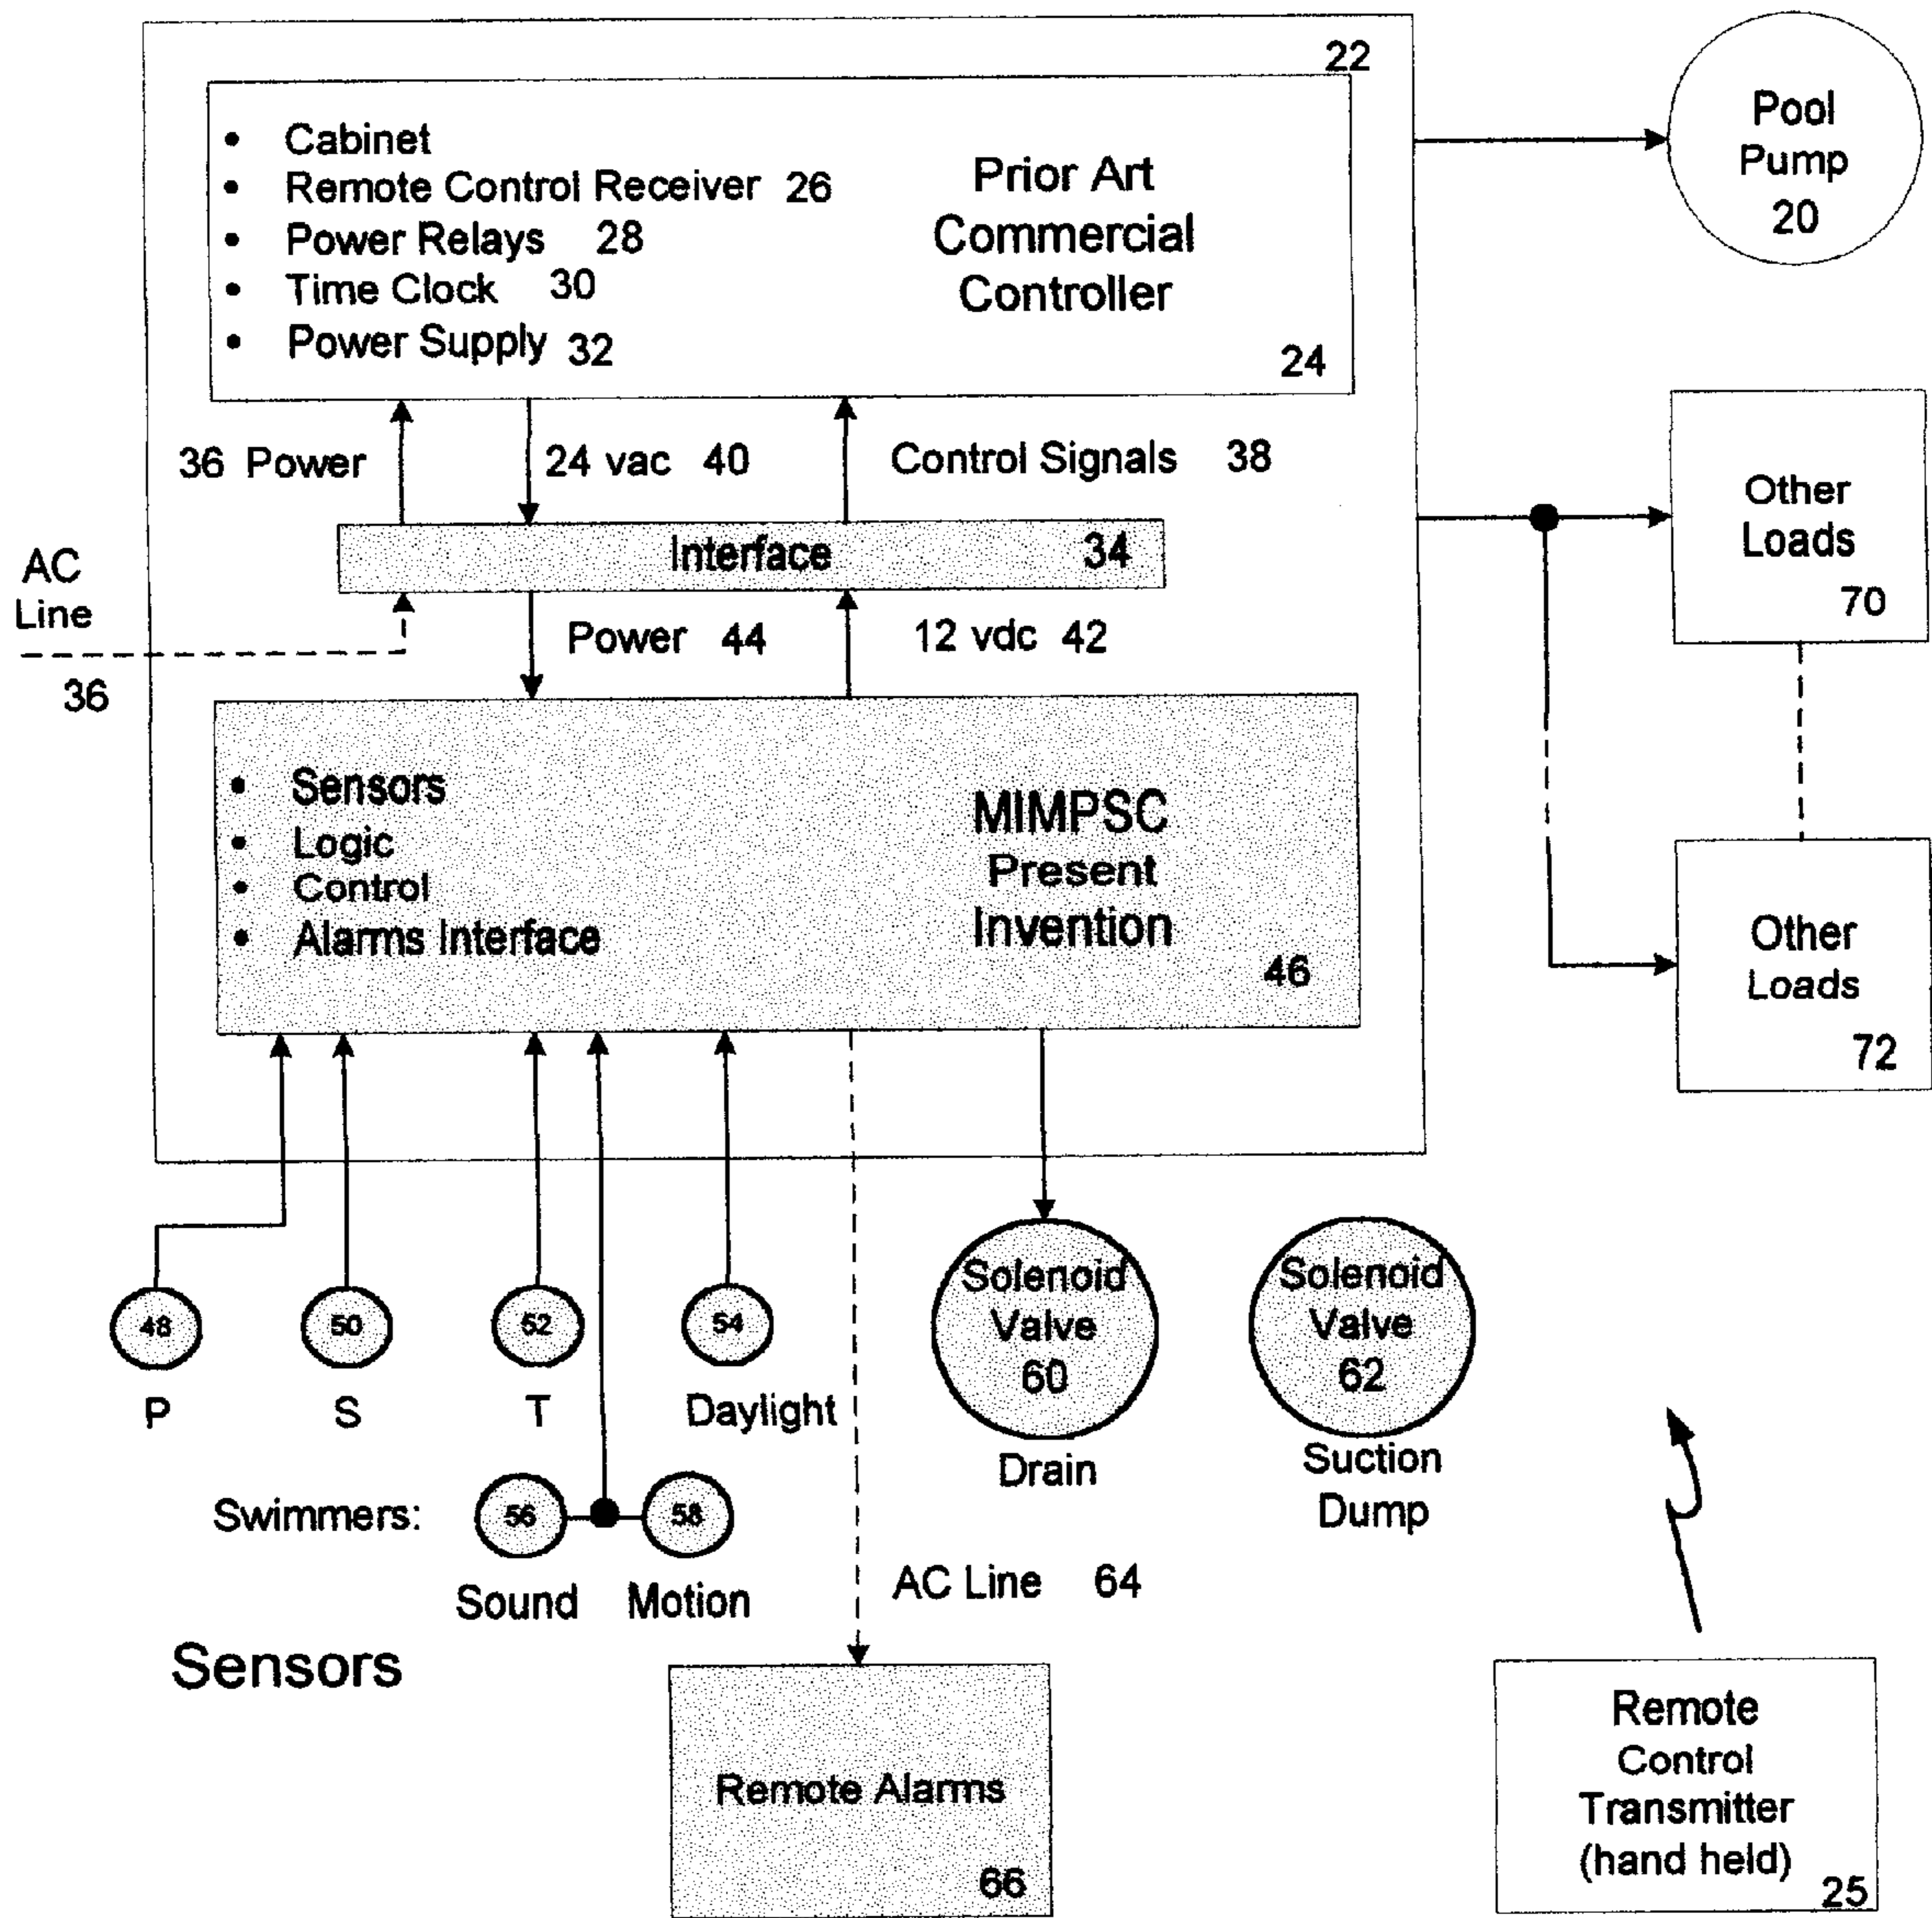 22
• Cabinet
• Remote Control Receiver 26
• Power Relays 28
• Time Clock 30
• Power Supply 32
Prior Art
Commercial
Controller
24
Pool
Pump
20
36 Power
24 vac 40
Control Signals 38
Other
Loads
70
Interface 34
AC
Line
36
Power 44
12 vdc 42
• Sensors
• Logic
• Control
• Alarms Interface
MIMPSC
Present
Invention
46
Other
Loads
72
48
P
50
S
52
T
54
Daylight
Solenoid
Valve
60
Drain
Solenoid
Valve
62
Suction
Dump
Swimmers:
56
58
Sound
Motion
AC Line 64
Sensors
Remote Alarms
66
Remote
Control
Transmitter
(hand held)
25